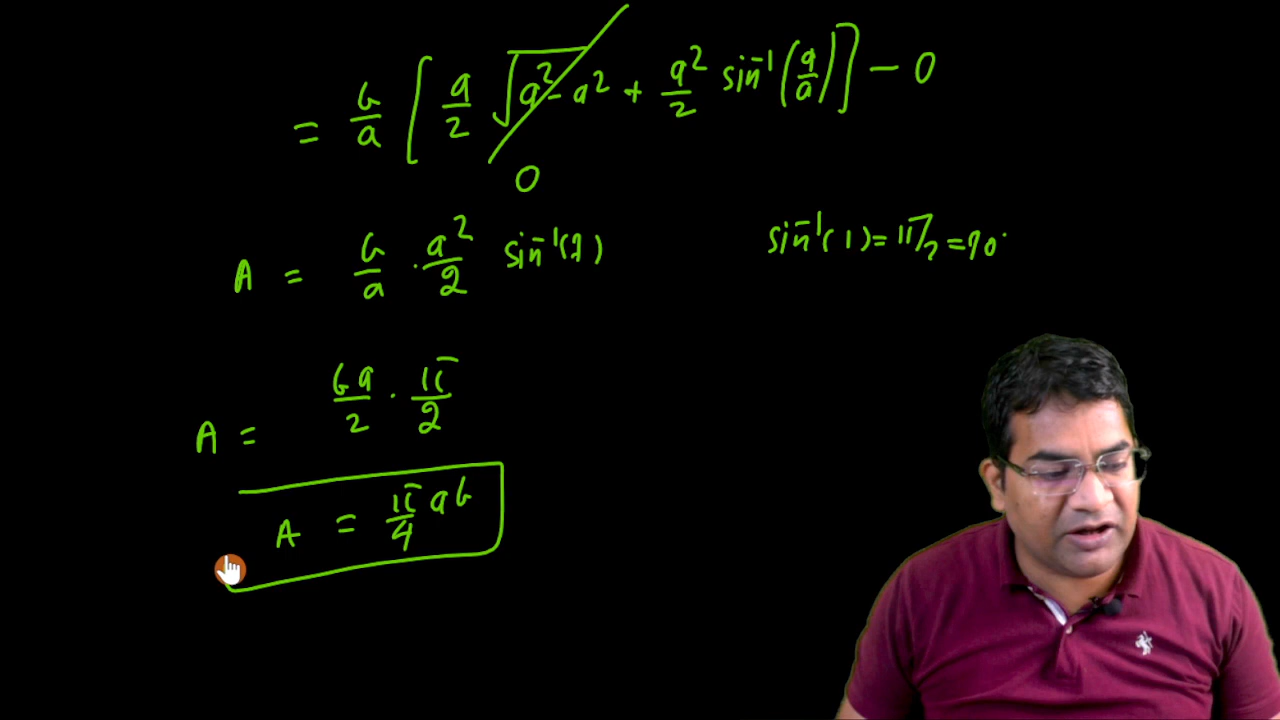 = b/a [ a/2 √(a² - a²) + a²/2 sin⁻¹(a/a) ] - 0
0
A = b/a · a²/2 sin⁻¹(1) sin⁻¹(1) = π/2 = 90°
A = ba/2 · π/2
A = π/4 ab